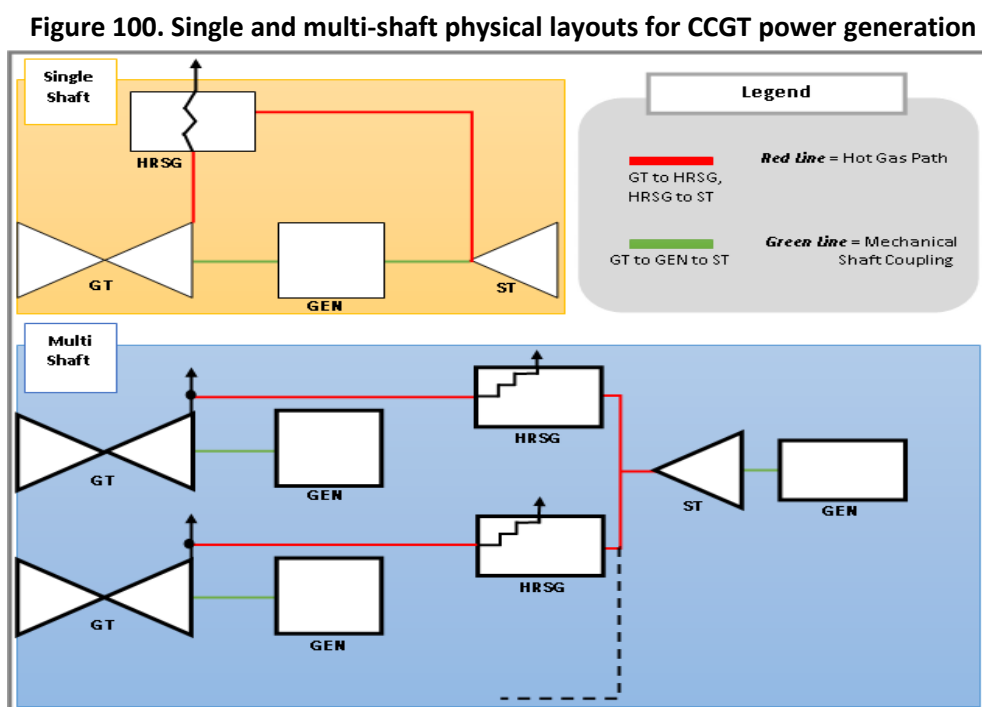 Figure 100. Single and multi-shaft physical layouts for CCGT power generation
Single
Shaft
HRSG
GT
GEN
ST
Legend
Red Line = Hot Gas Path
GT to HRSG,
HRSG to ST
Green Line = Mechanical
Shaft Coupling
GT to GEN to ST
Multi
Shaft
HRSG
GT
GEN
ST
GEN
HRSG
GT
GEN